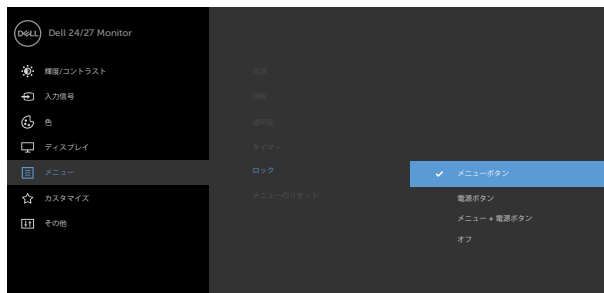 DELL
Dell 24/27 Monitor
輝度/コントラスト
入力信号
色
ディスプレイ
メニュー
カスタマイズ
その他
言語
回転
透明度
タイマー
ロック
メニューのリセット
メニューボタン
電源ボタン
メニュー + 電源ボタン
オフ